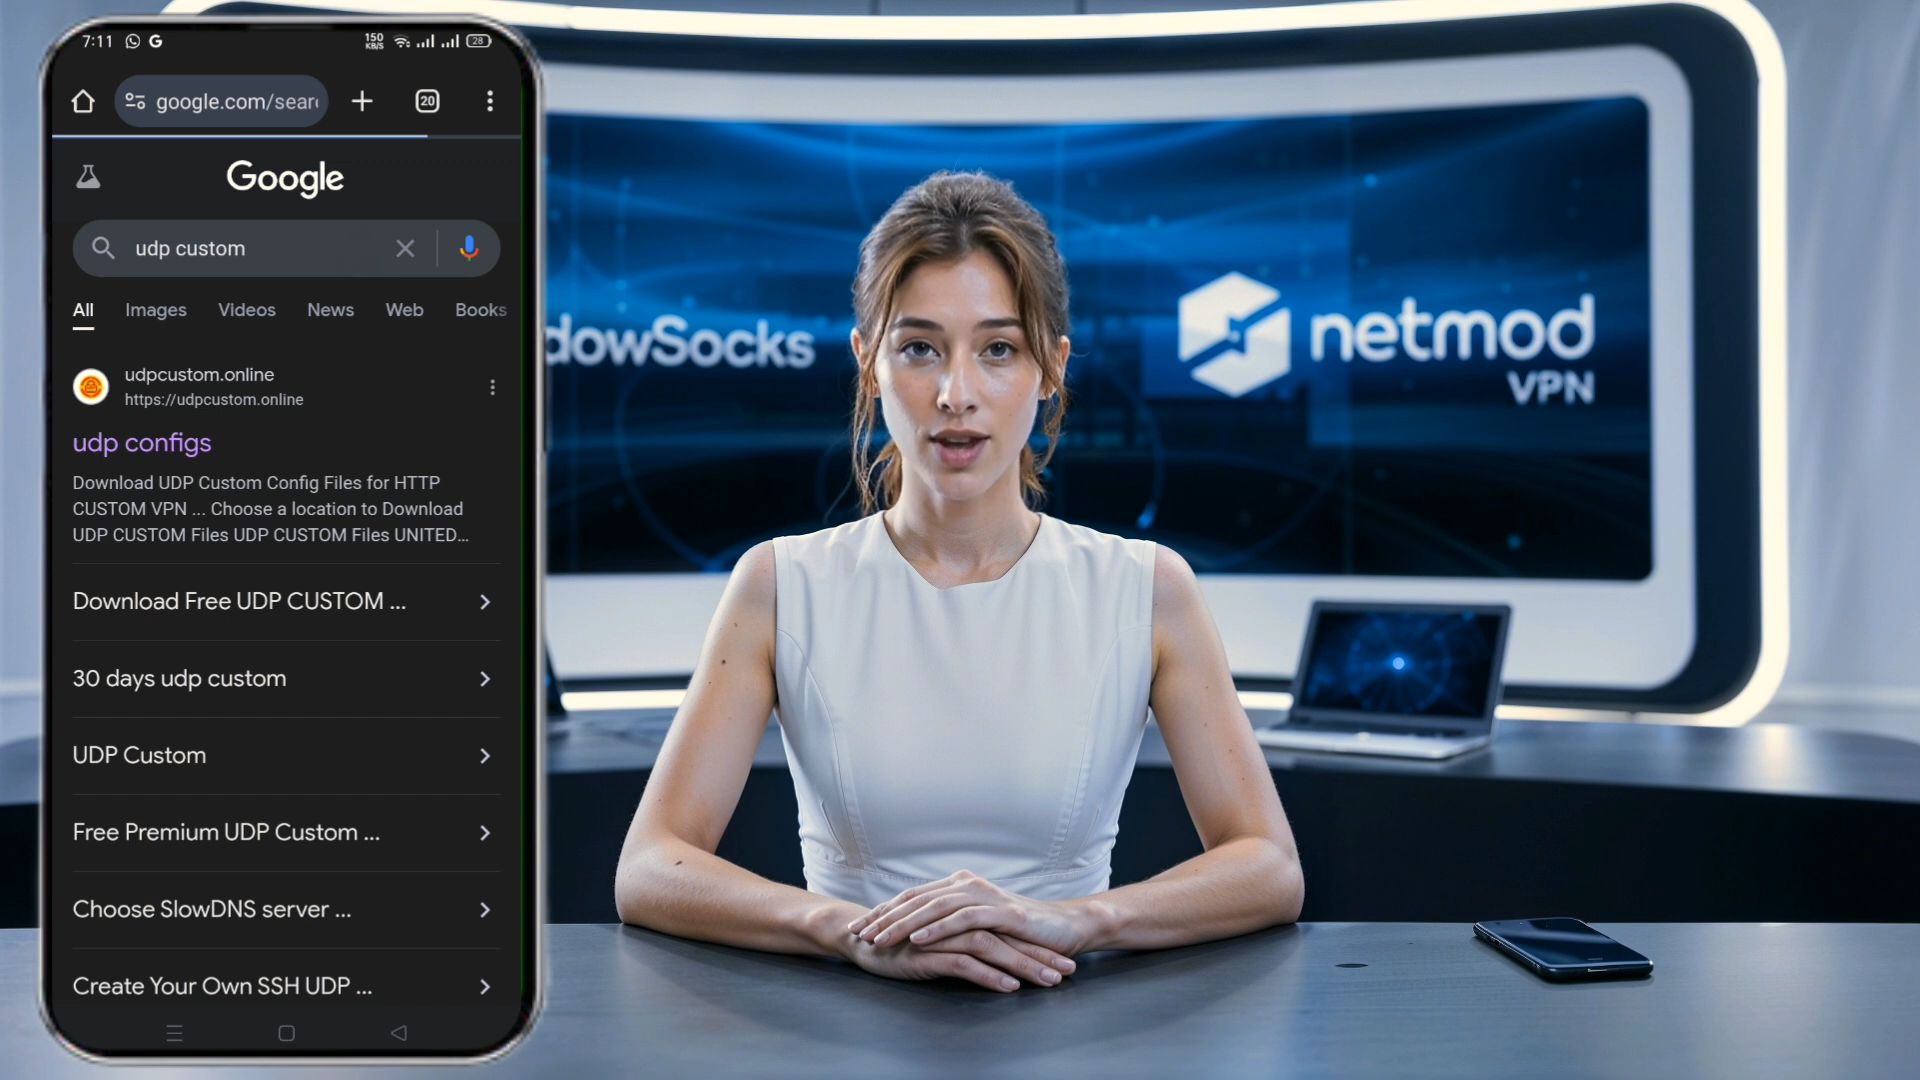 7:11 G 150 KB/S 28
google.com/sear
20
Google
udp custom
All Images Videos News Web Books
udpcustom.online
https://udpcustom.online
udp configs
Download UDP Custom Config Files for HTTP
CUSTOM VPN ... Choose a location to Download
UDP CUSTOM Files UDP CUSTOM Files UNITED...
Download Free UDP CUSTOM ...
30 days udp custom
UDP Custom
Free Premium UDP Custom ...
Choose SlowDNS server ...
Create Your Own SSH UDP ...
dowSocks
netmod
VPN